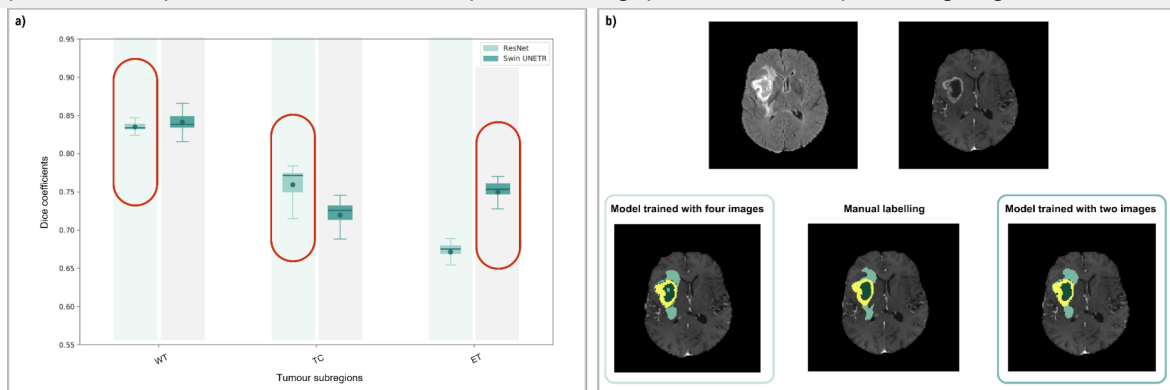 a)
0.95
0.90
0.85
0.80
0.75
0.70
0.65
0.60
0.55
Dice coefficients
ResNet
Swin UNETR
WT
TC
ET
Tumour subregions
b)
Model trained with four images
Manual labelling
Model trained with two images